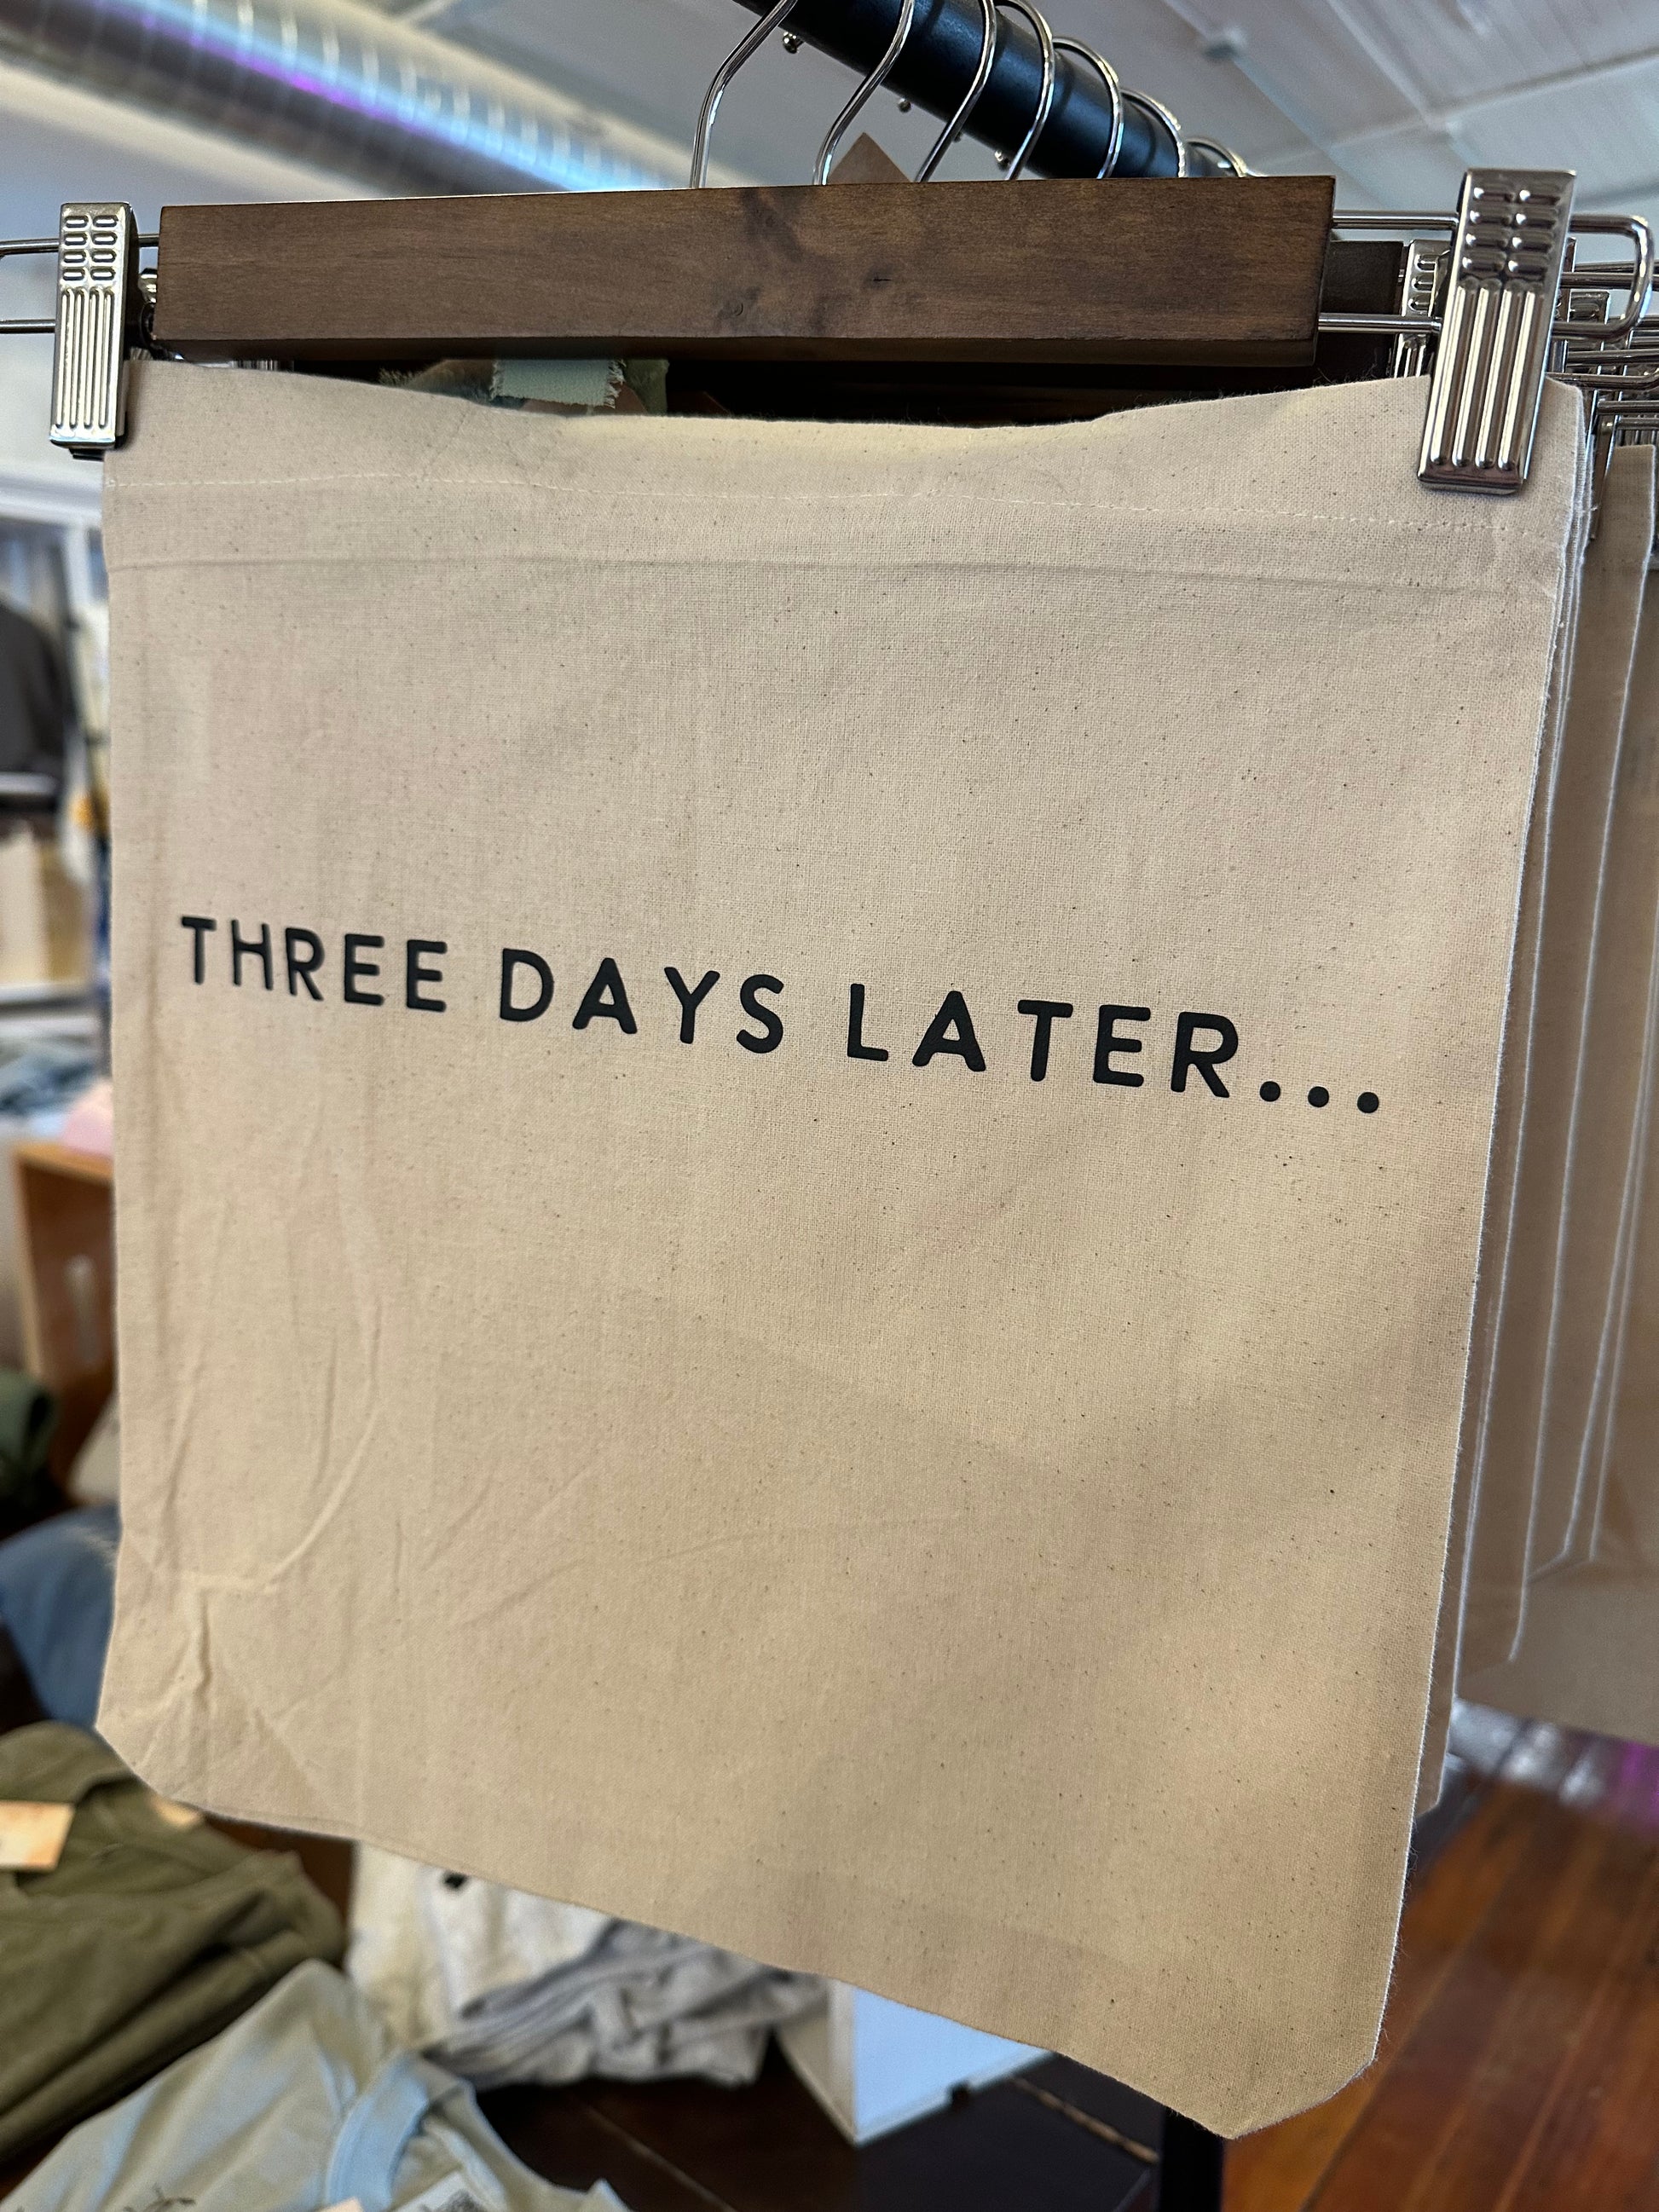 THREE DAYS LATER...